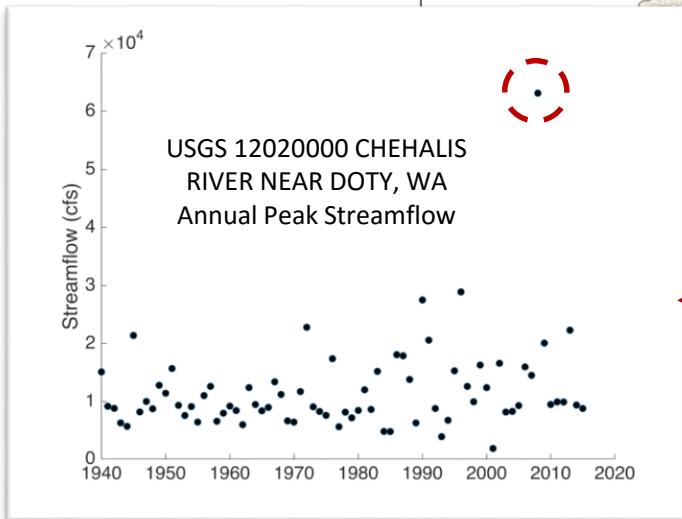 7 ×10⁴
6
5
4
3
2
1
0
Streamflow (cfs)
USGS 12020000 CHEHALIS
RIVER NEAR DOTY, WA
Annual Peak Streamflow
1940 1950 1960 1970 1980 1990 2000 2010 2020